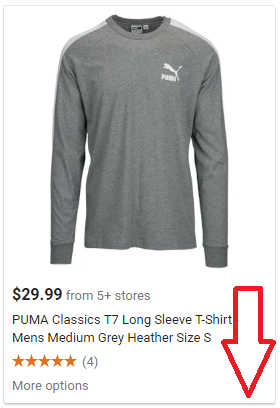 PUMA
$29.99 from 5+ stores
PUMA Classics T7 Long Sleeve T-Shirt -
Mens Medium Grey Heather Size S
(4)
More options